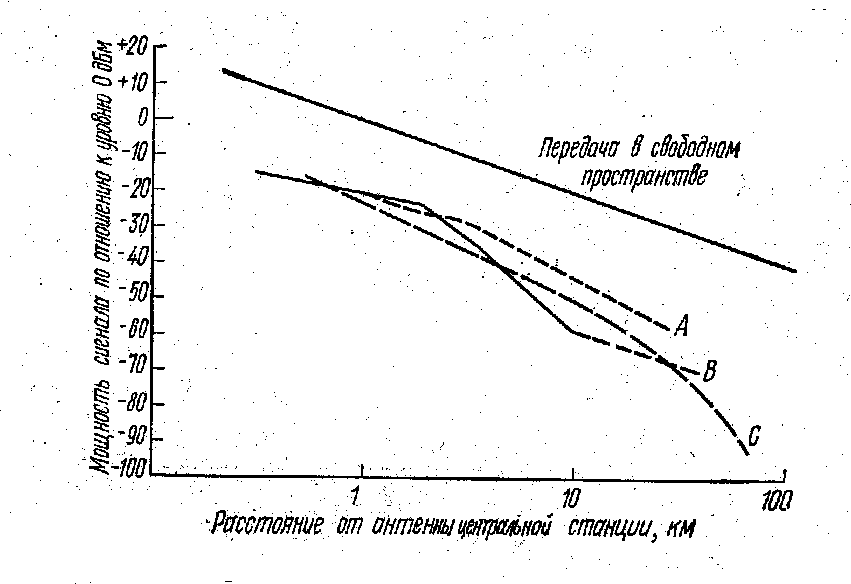 Мощность сигнала по отношению к уровню 0 дБм
+20
+10
0
-10
-20
-30
-40
-50
-60
-70
-80
-90
-100
Передача в свободном
пространстве
A
B
C
1
10
100
Расстояние от антенны центральной станции, км